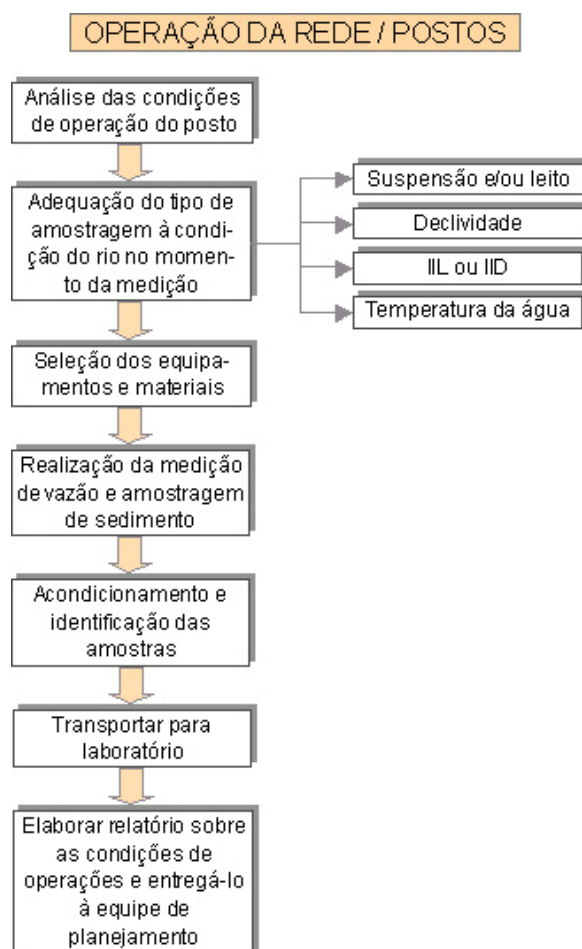 OPERAÇÃO DA REDE / POSTOS
Análise das condições
de operação do posto
Adequação do tipo de
amostragem à condi-
ção do rio no momen-
to da medição
Suspensão e/ou leito
Declividade
IIL ou IID
Temperatura da água
Seleção dos equipa-
mentos e materiais
Realização da medição
de vazão e amostragem
de sedimento
Acondicionamento e
identificação das
amostras
Transportar para
laboratório
Elaborar relatório sobre
as condições de
operações e entregá-lo
à equipe de
planejamento